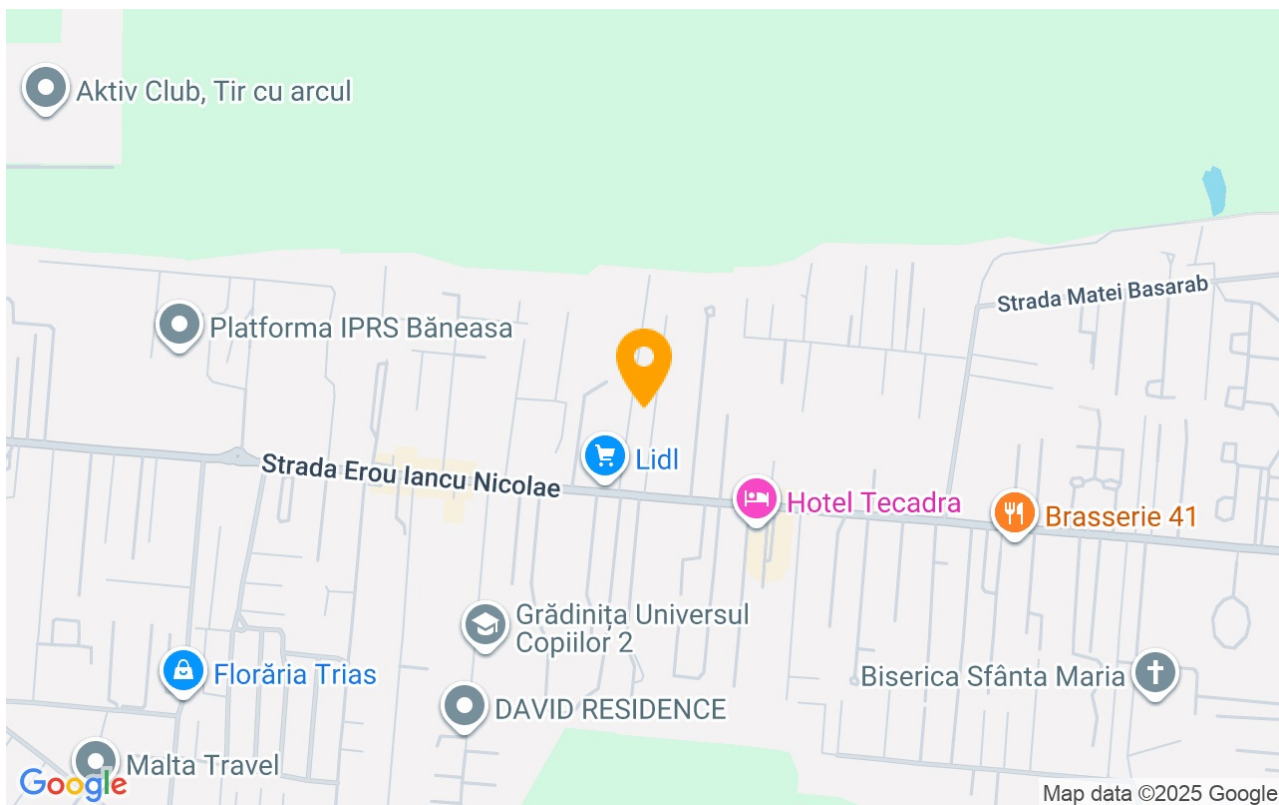 Aktiv Club, Tir cu arcul
Strada Matei Basarab
Platforma IPRS Băneasa
Strada Erou Iancu Nicolae
Lidl
Hotel Tecadra
Brasserie 41
Grădinița Universul
Copiilor 2
Florăria Trias
Biserica Sfânta Maria
DAVID RESIDENCE
Malta Travel
Google
Map data ©2025 Google